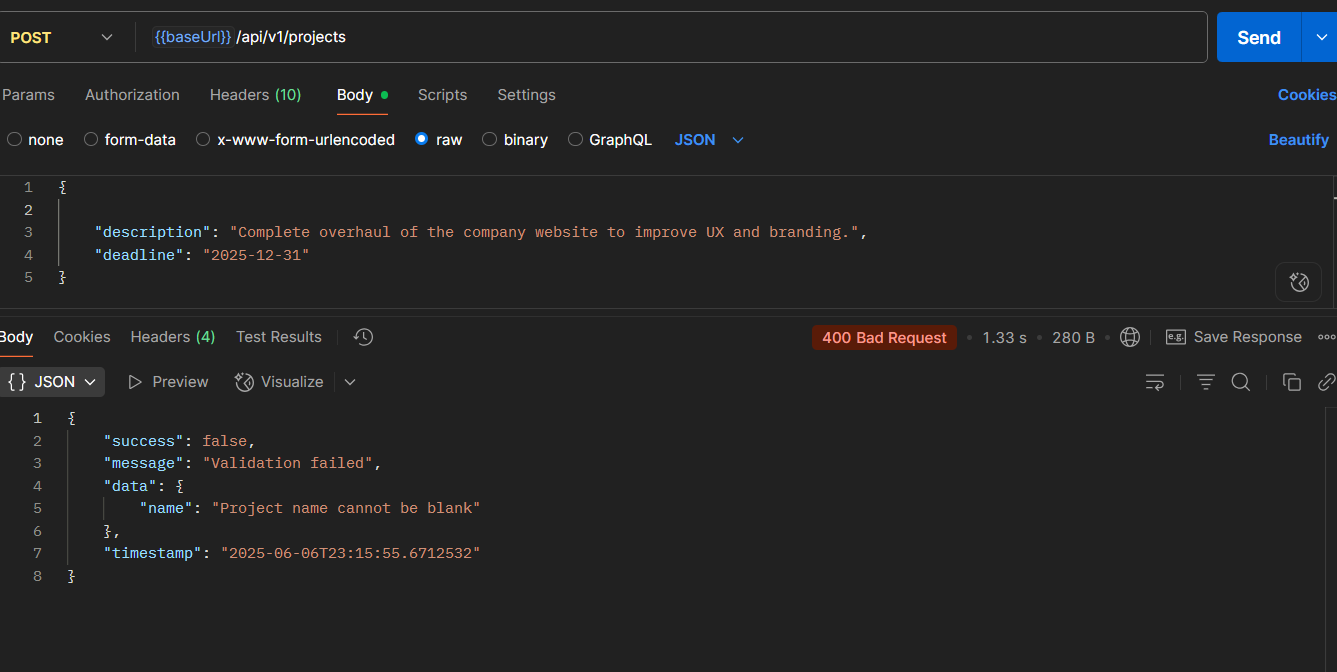 POST {{baseUrl}} /api/v1/projects Send
Params Authorization Headers (10) Body Scripts Settings Cookies
none form-data x-www-form-urlencoded raw binary GraphQL JSON Beautify
1 {
2
3 "description": "Complete overhaul of the company website to improve UX and branding.",
4 "deadline": "2025-12-31"
5 }
Body Cookies Headers (4) Test Results 400 Bad Request 1.33 s 280 B e.g. Save Response
{} JSON Preview Visualize
1 {
2 "success": false,
3 "message": "Validation failed",
4 "data": {
5 "name": "Project name cannot be blank"
6 },
7 "timestamp": "2025-06-06T23:15:55.6712532"
8 }